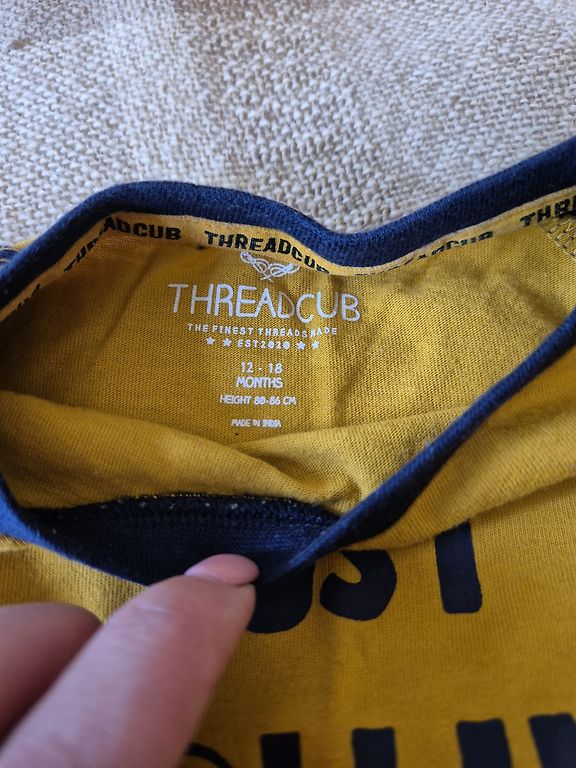 THREADCUB THREADCUB THREADCUB THR
THREADCUB
THE FINEST THREADS MADE
★ ★ EST2020 ★ ★
12 - 18
MONTHS
HEIGHT 80-86 CM
MADE IN INDIA